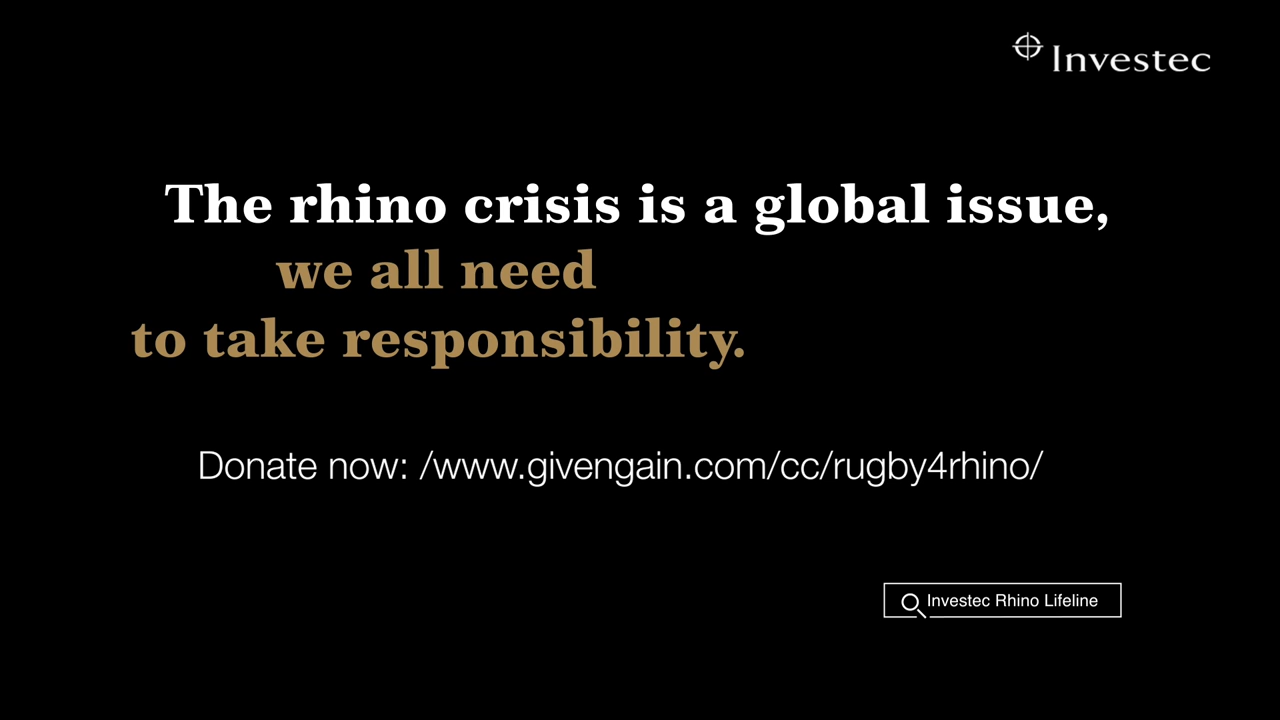 Investec
The rhino crisis is a global issue,
we all need
to take responsibility.
Donate now: /www.givengain.com/cc/rugby4rhino/
Investec Rhino Lifeline